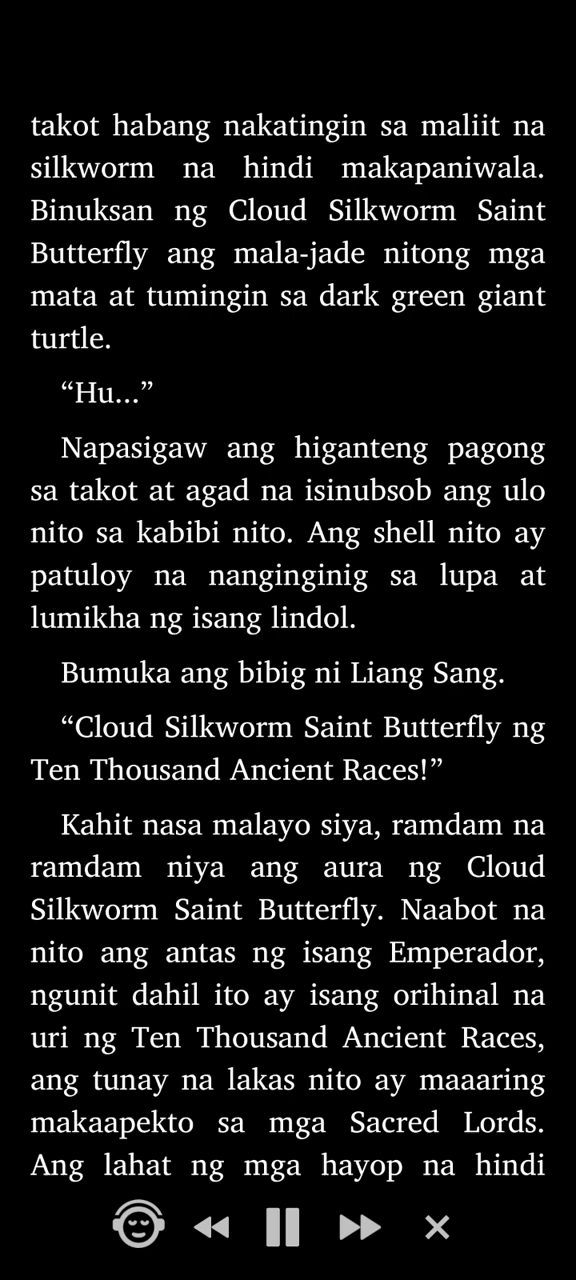 takot habang nakatingin sa maliit na
silkworm na hindi makapaniwala.
Binuksan ng Cloud Silkworm Saint
Butterfly ang mala-jade nitong mga
mata at tumingin sa dark green giant
turtle.
“Hu...”
Napasigaw ang higanteng pagong
sa takot at agad na isinubsob ang ulo
nito sa kabibi nito. Ang shell nito ay
patuloy na nanginginig sa lupa at
lumikha ng isang lindol.
Bumuka ang bibig ni Liang Sang.
“Cloud Silkworm Saint Butterfly ng
Ten Thousand Ancient Races!”
Kahit nasa malayo siya, ramdam na
ramdam niya ang aura ng Cloud
Silkworm Saint Butterfly. Naabot na
nito ang antas ng isang Emperador,
ngunit dahil ito ay isang orihinal na
uri ng Ten Thousand Ancient Races,
ang tunay na lakas nito ay maaaring
makaapekto sa mga Sacred Lords.
Ang lahat ng mga hayop na hindi